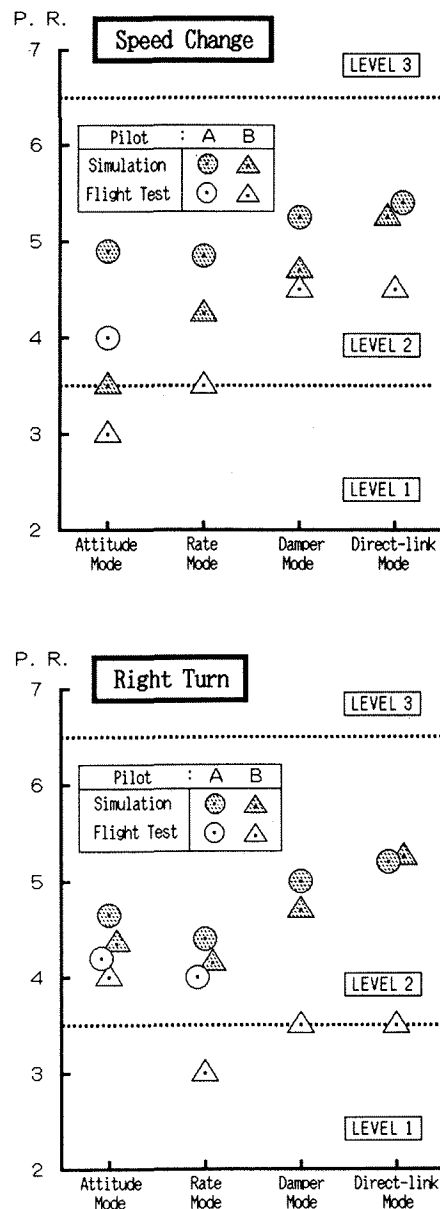 P. R.
Speed Change
7
LEVEL 3
6
Pilot : A B
Simulation
Flight Test
5
4
LEVEL 2
3
LEVEL 1
2
Attitude Mode
Rate Mode
Damper Mode
Direct-link Mode
P. R.
Right Turn
7
LEVEL 3
6
Pilot : A B
Simulation
Flight Test
5
4
LEVEL 2
3
LEVEL 1
2
Attitude Mode
Rate Mode
Damper Mode
Direct-link Mode